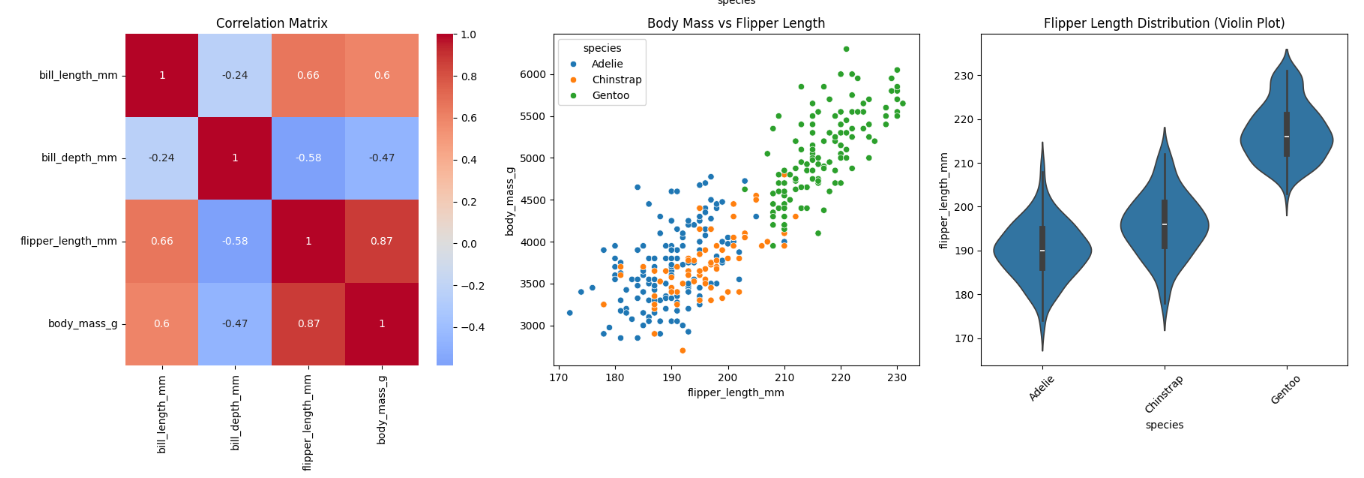 species
Correlation Matrix
bill_length_mm
bill_depth_mm
flipper_length_mm
body_mass_g
1
-0.24
0.66
0.6
-0.24
1
-0.58
-0.47
0.66
-0.58
1
0.87
0.6
-0.47
0.87
1
bill_length_mm
bill_depth_mm
flipper_length_mm
body_mass_g
1.0
0.8
0.6
0.4
0.2
0.0
−0.2
−0.4
Body Mass vs Flipper Length
species
Adelie
Chinstrap
Gentoo
body_mass_g
6000
5500
5000
4500
4000
3500
3000
170
180
190
200
210
220
230
flipper_length_mm
Flipper Length Distribution (Violin Plot)
flipper_length_mm
230
220
210
200
190
180
170
Adelie
Chinstrap
Gentoo
species